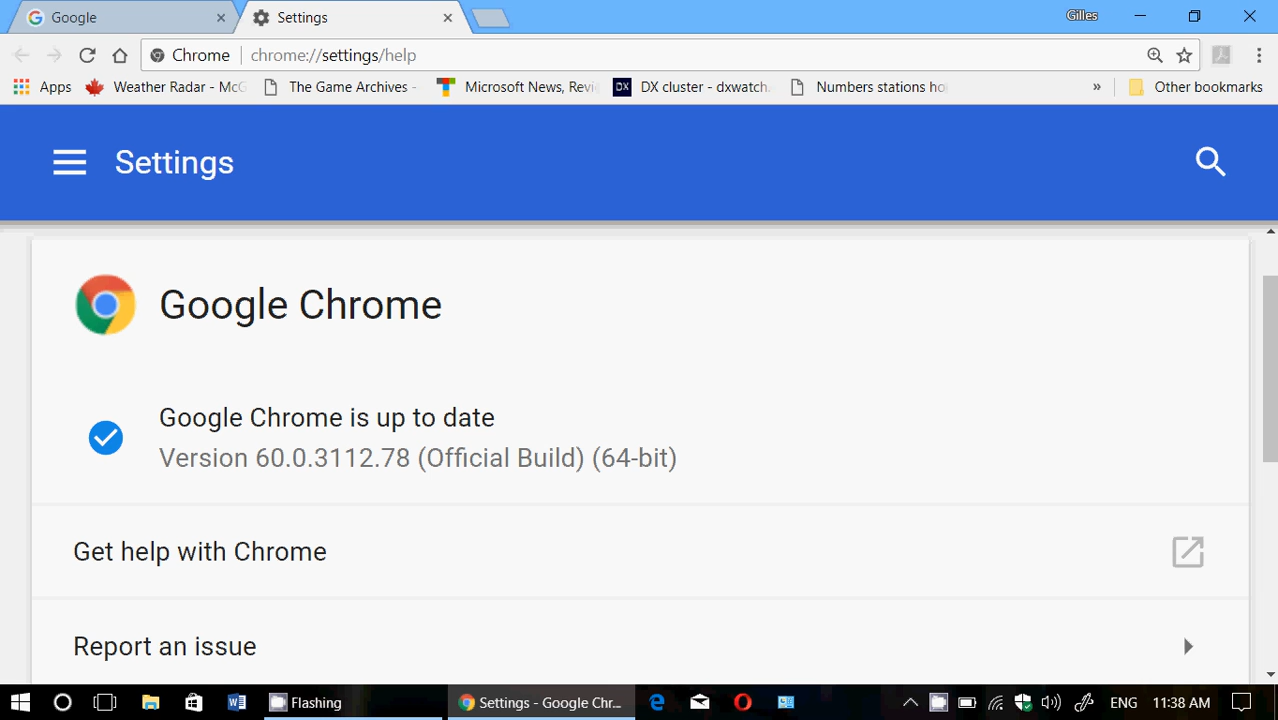 Google
Settings
Gilles
Chrome
chrome://settings/help
Apps
Weather Radar - McG
The Game Archives -
Microsoft News, Revi
DX
DX cluster - dxwatch.
Numbers stations ho
»
Other bookmarks
Settings
Google Chrome
Google Chrome is up to date
Version 60.0.3112.78 (Official Build) (64-bit)
Get help with Chrome
Report an issue
Flashing
Settings - Google Chr...
ENG
11:38 AM